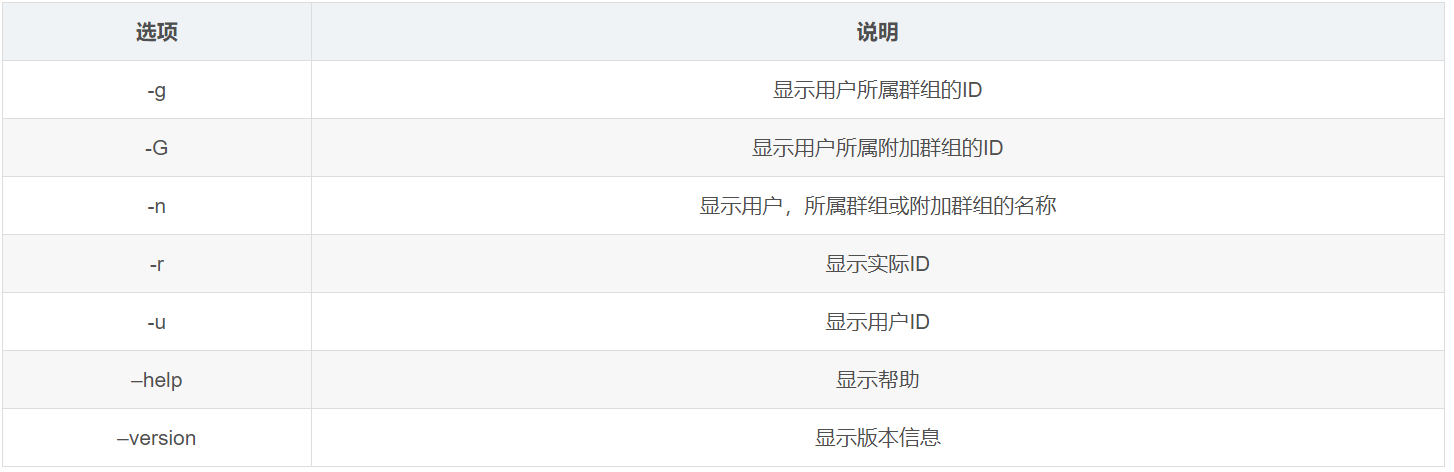 选项 说明
-g 显示用户所属群组的ID
-G 显示用户所属附加群组的ID
-n 显示用户，所属群组或附加群组的名称
-r 显示实际ID
-u 显示用户ID
–help 显示帮助
–version 显示版本信息